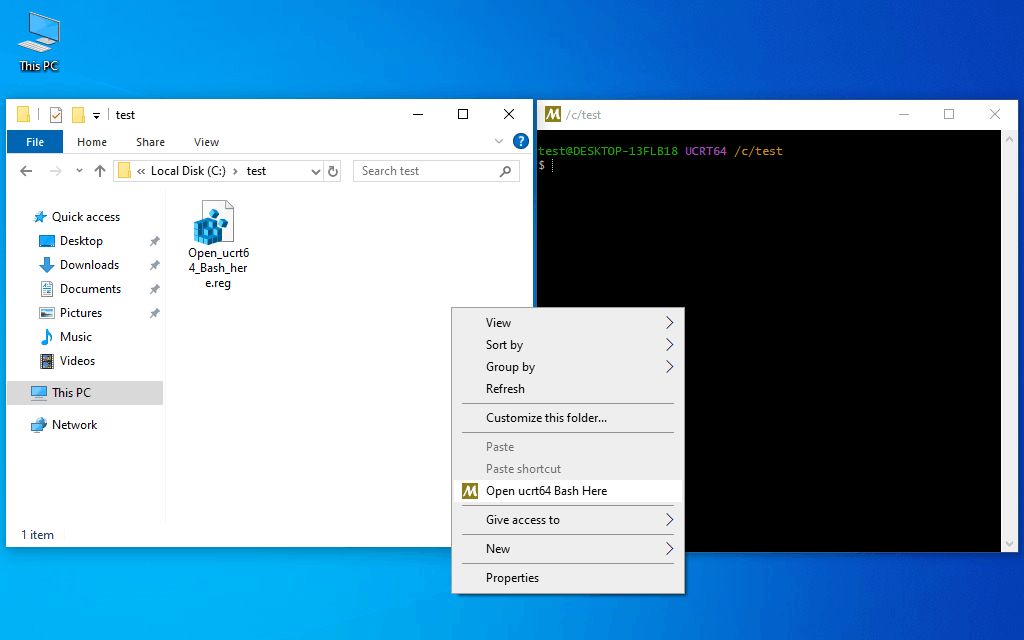 This PC
test
File
Home
Share
View
Local Disk (C:)
test
Search test
Quick access
Desktop
Downloads
Documents
Pictures
Music
Videos
This PC
Network
Open_ucrt6
4_Bash_her
e.reg
1 item
/c/test
test@DESKTOP-13FLB18 UCRT64 /c/test
$
View
Sort by
Group by
Refresh
Customize this folder...
Paste
Paste shortcut
M Open ucrt64 Bash Here
Give access to
New
Properties